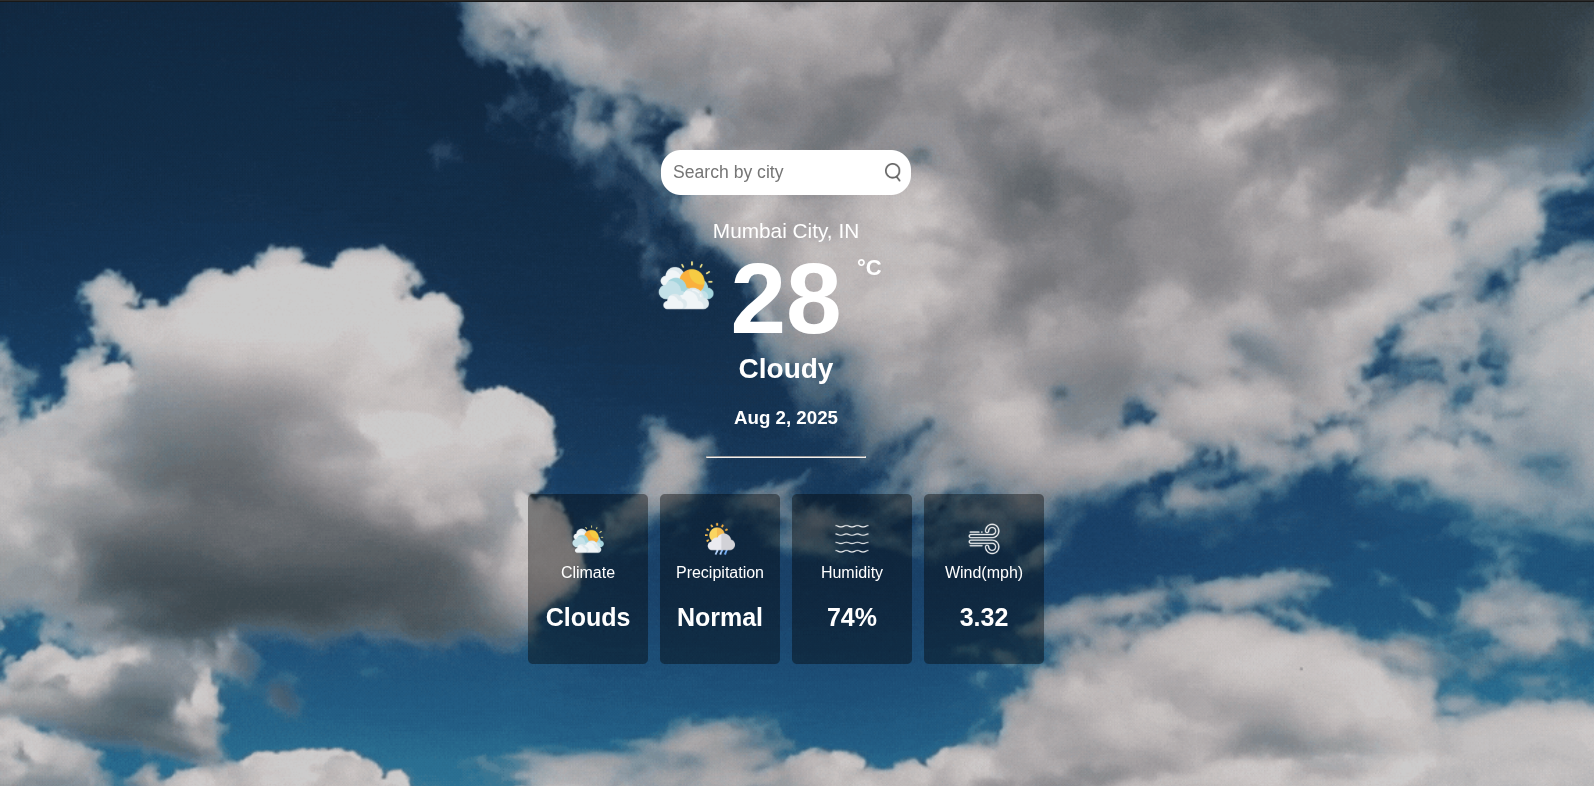 Search by city
Mumbai City, IN
28 °C
Cloudy
Aug 2, 2025
Climate
Clouds
Precipitation
Normal
Humidity
74%
Wind(mph)
3.32